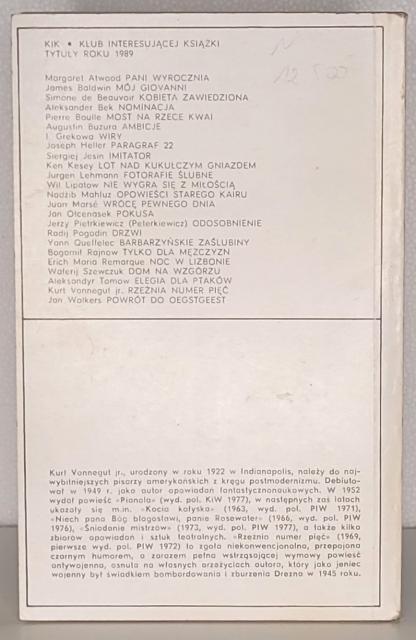 KIK • KLUB INTERESUJĄCEJ KSIĄŻKI
TYTUŁY ROKU 1989
Margaret Atwood PANI WYROCZNIA
James Baldwin MÓJ GIOVANNI
Simone de Beauvoir KOBIETA ZAWIEDZIONA
Aleksander Bek NOMINACJA
Pierre Boulle MOST NA RZECE KWAI
Augustin Buzura AMBICJE
I. Grekowa WIRY
Joseph Heller PARAGRAF 22
Siergiej Jesin IMITATOR
Ken Kesey LOT NAD KUKUŁCZYM GNIAZDEM
Jurgen Lehmann FOTOGRAFIE ŚLUBNE
Wil Lipatow NIE WYGRA SIĘ Z MIŁOŚCIĄ
Nadżib Mahfuz OPOWIEŚCI STAREGO KAIRU
Juan Marsé WRÓCĘ PEWNEGO DNIA
Jan Otcenasek POKUSA
Jerzy Pietrkiewicz (Peterkiewicz) ODOSOBNIENIE
Radij Pogodin DRZWI
Yann Queffelec BARBARZYŃSKIE ZAŚLUBINY
Bogomił Rajnow TYLKO DLA MĘŻCZYZN
Erich Maria Remarque NOC W LIZBONIE
Wałerij Szewczuk DOM NA WZGÓRZU
Aleksandyr Tomow ELEGIA DLA PTAKÓW
Kurt Vonnegut jr. RZEŹNIA NUMER PIĘĆ
Jan Wolkers POWRÓT DO OEGSTGEEST
Kurt Vonnegut jr., urodzony w roku 1922 w Indianapolis, należy do naj-
wybitniejszych pisarzy amerykańskich z kręgu postmodernizmu. Debiuto-
wał w 1949 r. jako autor opowiadań fantastycznonaukowych. W 1952
wydał powieść «Pianola» (wyd. pol. KiW 1977), w następnych zaś latach
ukazały się m.in. «Kocia kołyska» (1963, wyd. pol. PIW 1971),
«Niech pana Bóg błogosławi, panie Rosewater» (1966, wyd. pol. PIW
1976), «Śniadanie mistrzów» (1973, wyd. pol. PIW 1977), a także kilka
zbiorów opowiadań i sztuk teatralnych. «Rzeźnia numer pięć» (1969,
pierwsze wyd. pol. PIW 1972) to zgoła niekonwencjonalna, przepojona
czarnym humorem, a zarazem pełna wstrząsającej wymowy powieść
antywojenna, osnuta na własnych przeżyciach autora, który jako jeniec
wojenny był świadkiem bombardowania i zburzenia Drezna w 1945 roku.